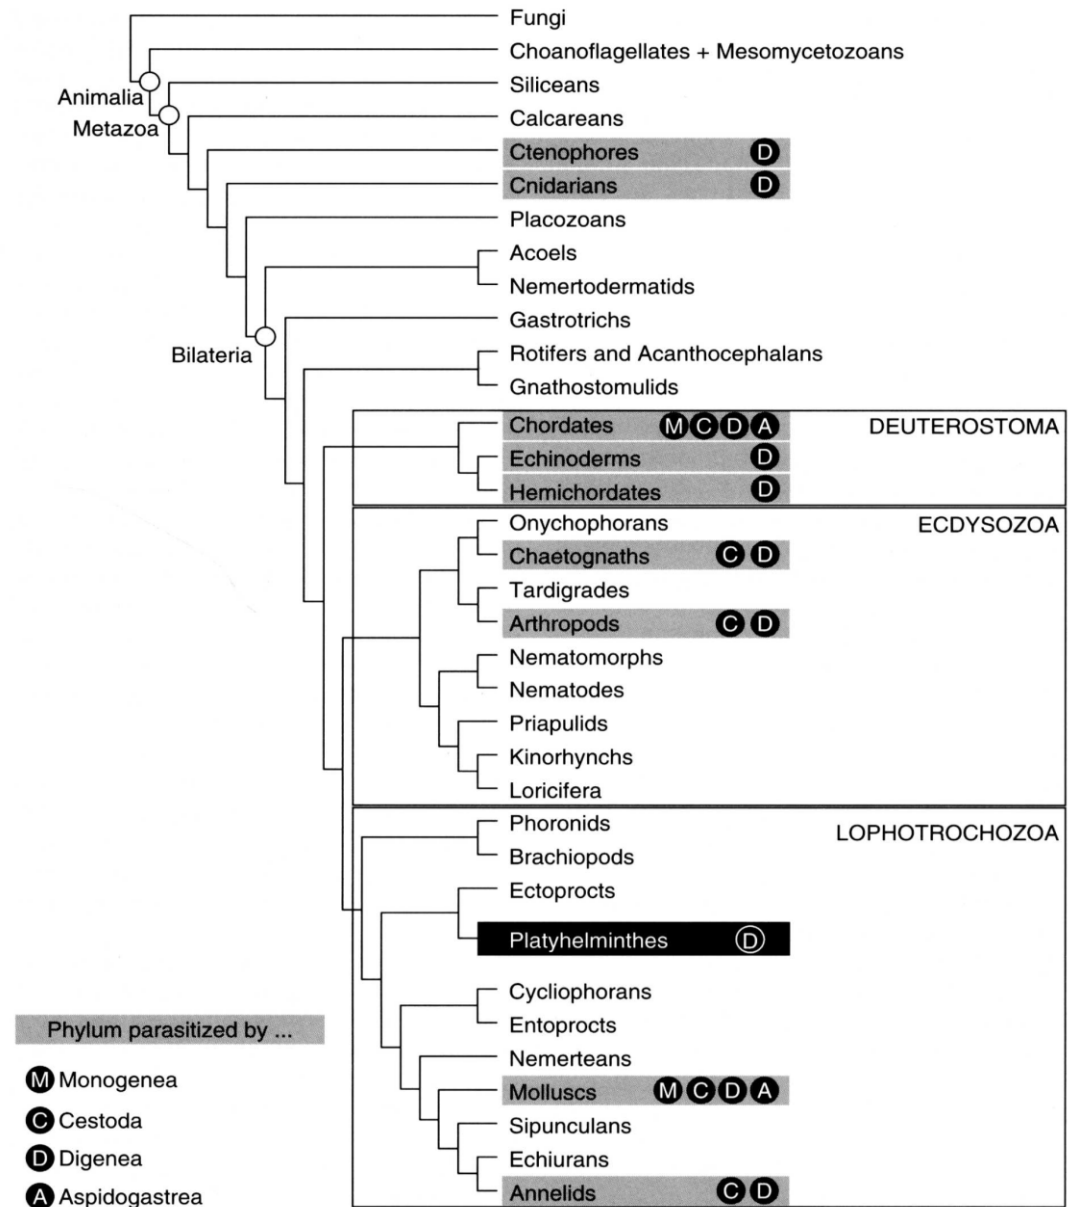 Fungi
Choanoflagellates + Mesomycetozoans
Siliceans
Animalia
Calcareans
Metazoa
Ctenophores D
Cnidarians D
Placozoans
Acoels
Nemertodermatids
Gastrotrichs
Bilateria
Rotifers and Acanthocephalans
Gnathostomulids
Chordates M C D A DEUTEROSTOMA
Echinoderms D
Hemichordates D
Onychophorans ECDYSOZOA
Chaetognaths C D
Tardigrades
Arthropods C D
Nematomorphs
Nematodes
Priapulids
Kinorhynchs
Loricifera
Phoronids LOPHOTROCHOZOA
Brachiopods
Ectoprocts
Platyhelminthes D
Cycliophorans
Entoprocts
Nemerteans
Molluscs M C D A
Sipunculans
Echiurans
Annelids C D
Phylum parasitized by ...
M Monogenea
C Cestoda
D Digenea
A Aspidogastrea